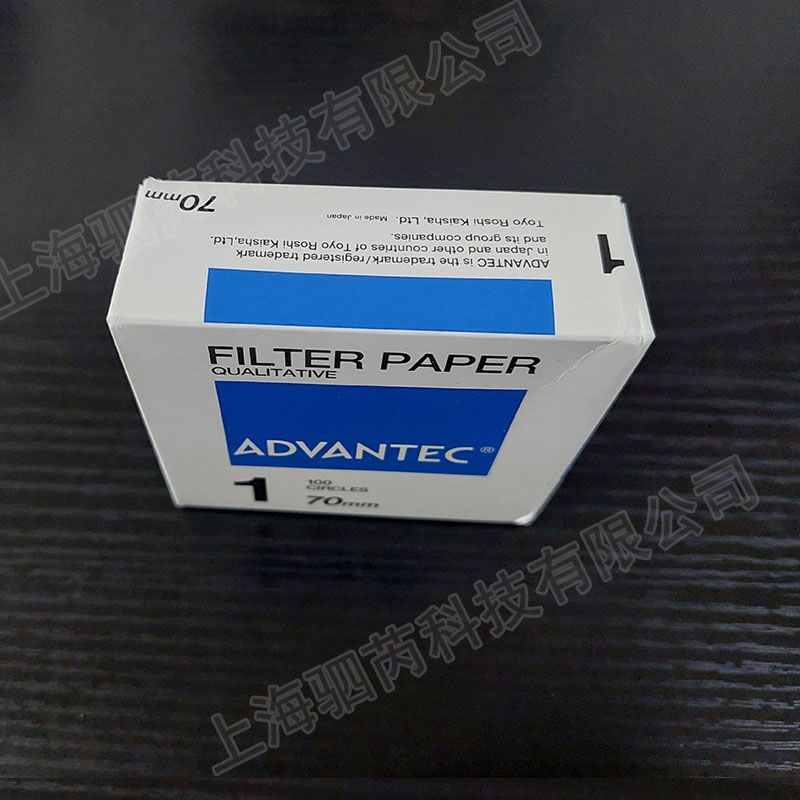 上海驷芮科技有限公司
70mm
1
ADVANTEC is the trademark/registered trademark
in Japan and other countries of Toyo Roshi Kaisha,Ltd.
and its group companies.
Toyo Roshi Kaisha,Ltd. Made in Japan
FILTER PAPER
QUALITATIVE
ADVANTEC®
1
100
CIRCLES
70mm
上海驷芮科技有限公司